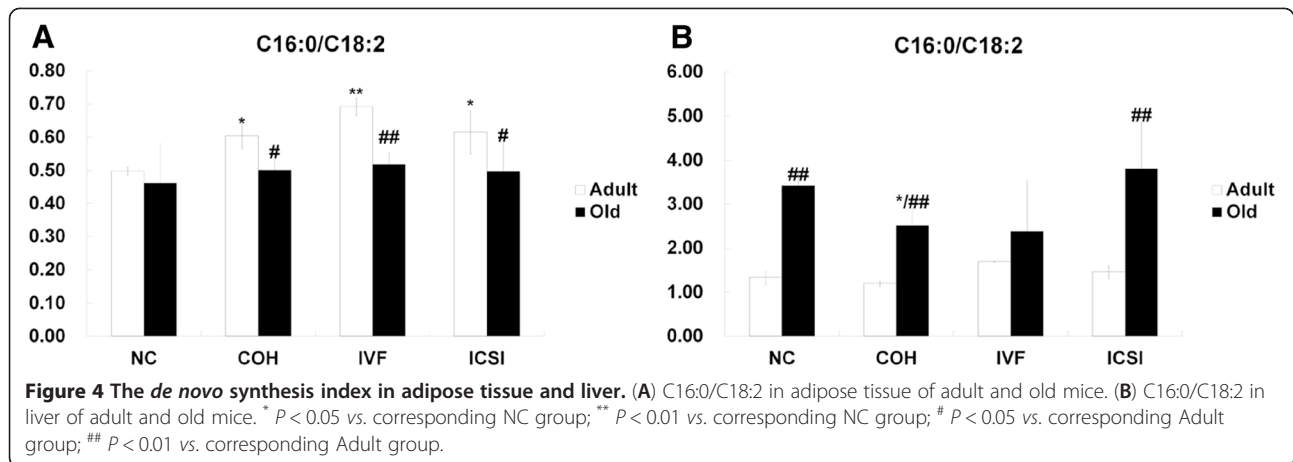 A
C16:0/C18:2
0.80
0.70
0.60
0.50
0.40
0.30
0.20
0.10
0.00
*
#
**
##
*
#
NC COH IVF ICSI
Adult
Old
B
C16:0/C18:2
6.00
5.00
4.00
3.00
2.00
1.00
0.00
##
*/##
##
NC COH IVF ICSI
Adult
Old
Figure 4 The de novo synthesis index in adipose tissue and liver. (A) C16:0/C18:2 in adipose tissue of adult and old mice. (B) C16:0/C18:2 in
liver of adult and old mice. * P < 0.05 vs. corresponding NC group; ** P < 0.01 vs. corresponding NC group; # P < 0.05 vs. corresponding Adult
group; ## P < 0.01 vs. corresponding Adult group.